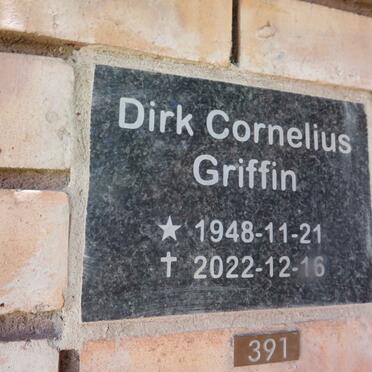 Dirk Cornelius
Griffin
★ 1948-11-21
✝ 2022-12-16
391